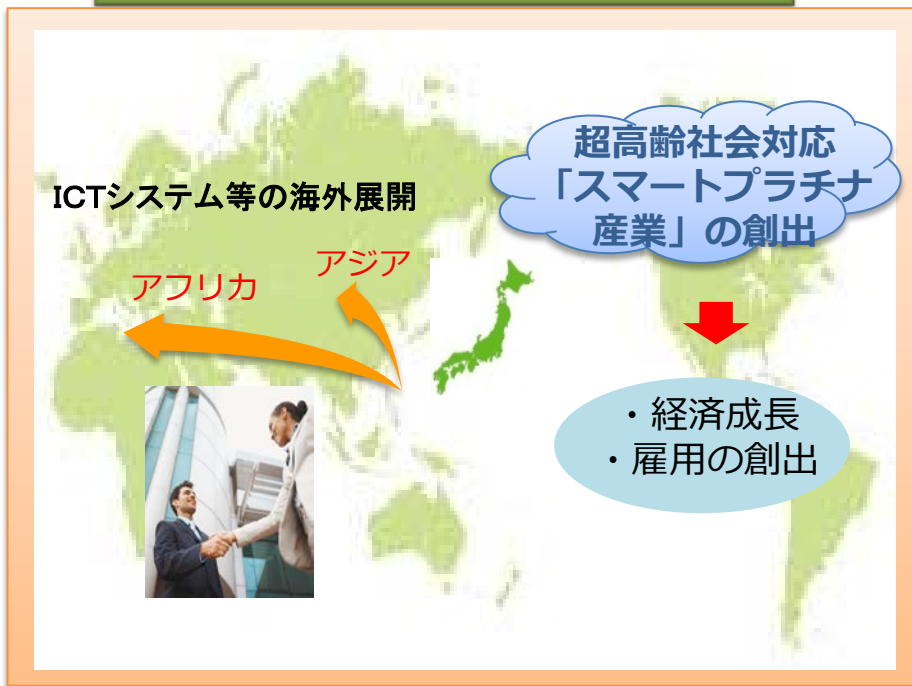 ICTシステム等の海外展開
アジア
アフリカ
超高齢社会対応
「スマートプラチナ
産業」の創出
・経済成長
・雇用の創出